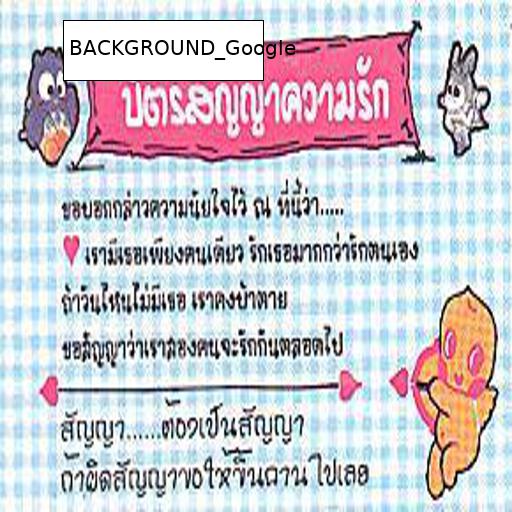 BACKGROUND_Google
บัตรสัญญาความรัก
ขอบอกกล่าวความนัยใจไว้ ณ ที่นี้ว่า.....
เรามีเธอเพียงคนเดียว รักเธอมากกว่ารักตนเอง
ถ้าวันไหนไม่มีเธอ เราคงบ้าตาย
ขอสัญญาว่าเราสองคนจะรักกันตลอดไป
สัญญา......ต้องเป็นสัญญา
ถ้าผิดสัญญาขอให้ขึ้นคานไปเลย